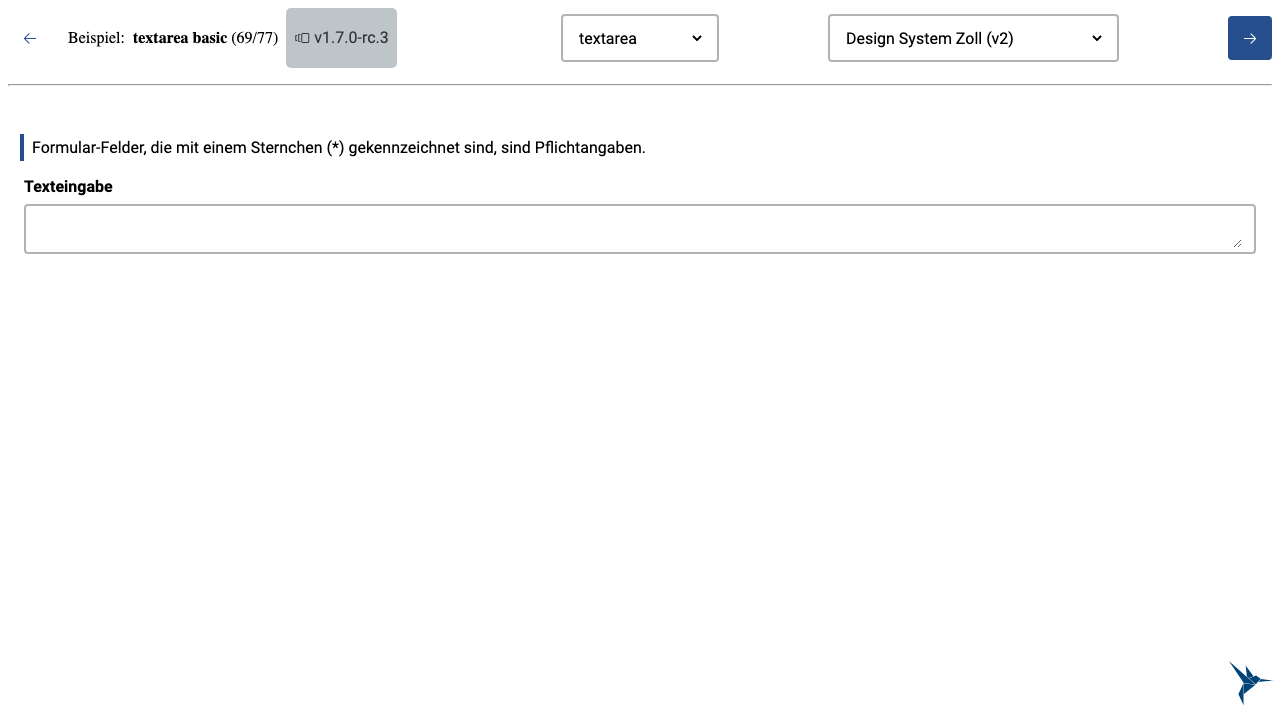 Beispiel: textarea basic (69/77) v1.7.0-rc.3 textarea Design System Zoll (v2)
Formular-Felder, die mit einem Sternchen (*) gekennzeichnet sind, sind Pflichtangaben.
Texteingabe